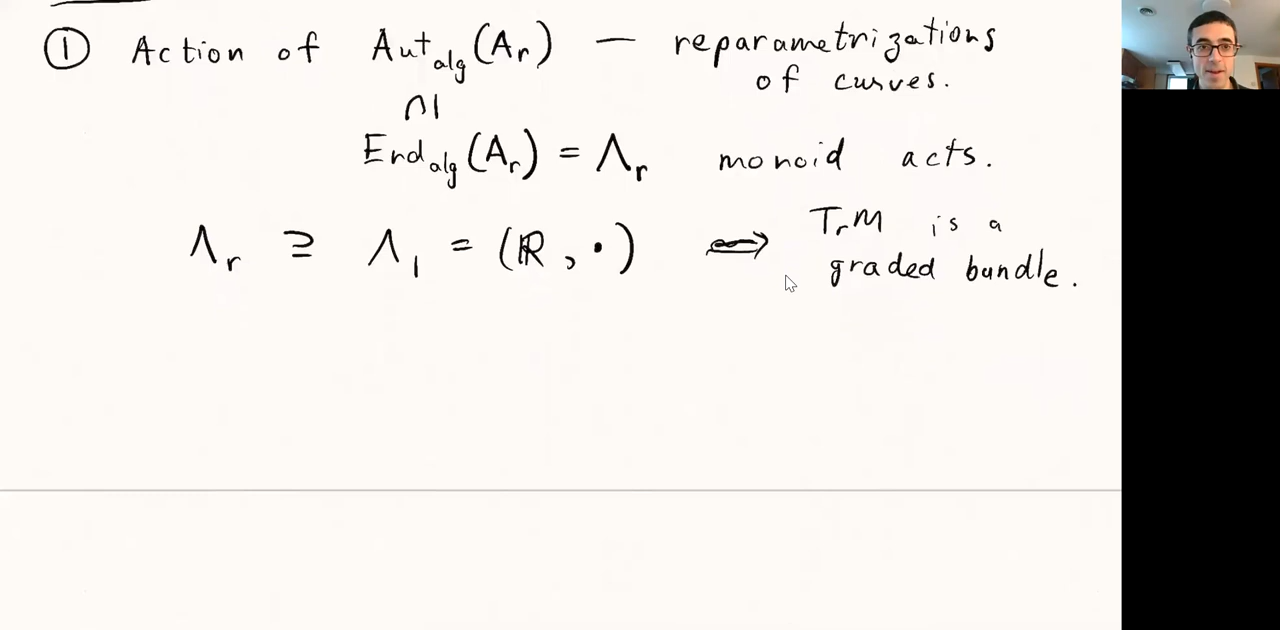 ① Action of Aut_alg(A_r) — reparametrizations
of curves.
∩|
End_alg(A_r) = Λ_r monoid acts.
Λ_r ⊇ Λ_1 = (ℝ, ·) ⟺ T_rM is a
graded bundle.